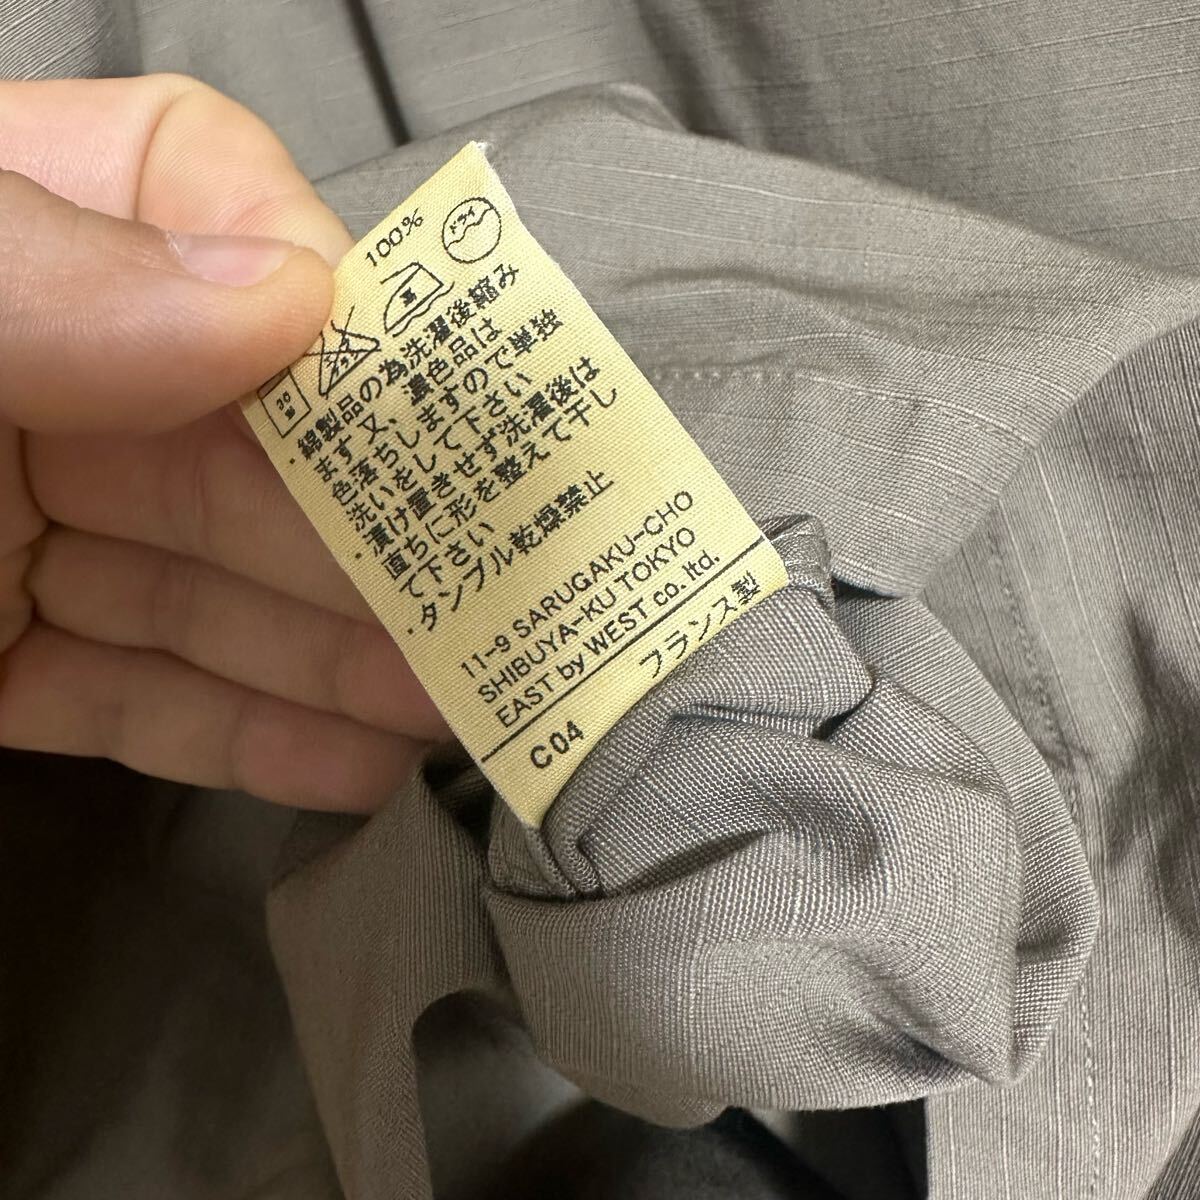 100%
ドライ
・綿製品の為洗濯後縮み
ます又、濃色品は
色落ちしますので単独
洗いをして下さい
・漬け置きせず洗濯後は
直ちに形を整えて干し
て下さい
・タンブル乾燥禁止
11-9 SARUGAKU-CHO
SHIBUYA-KU TOKYO
EAST by WEST co. ltd.
フランス製
C04